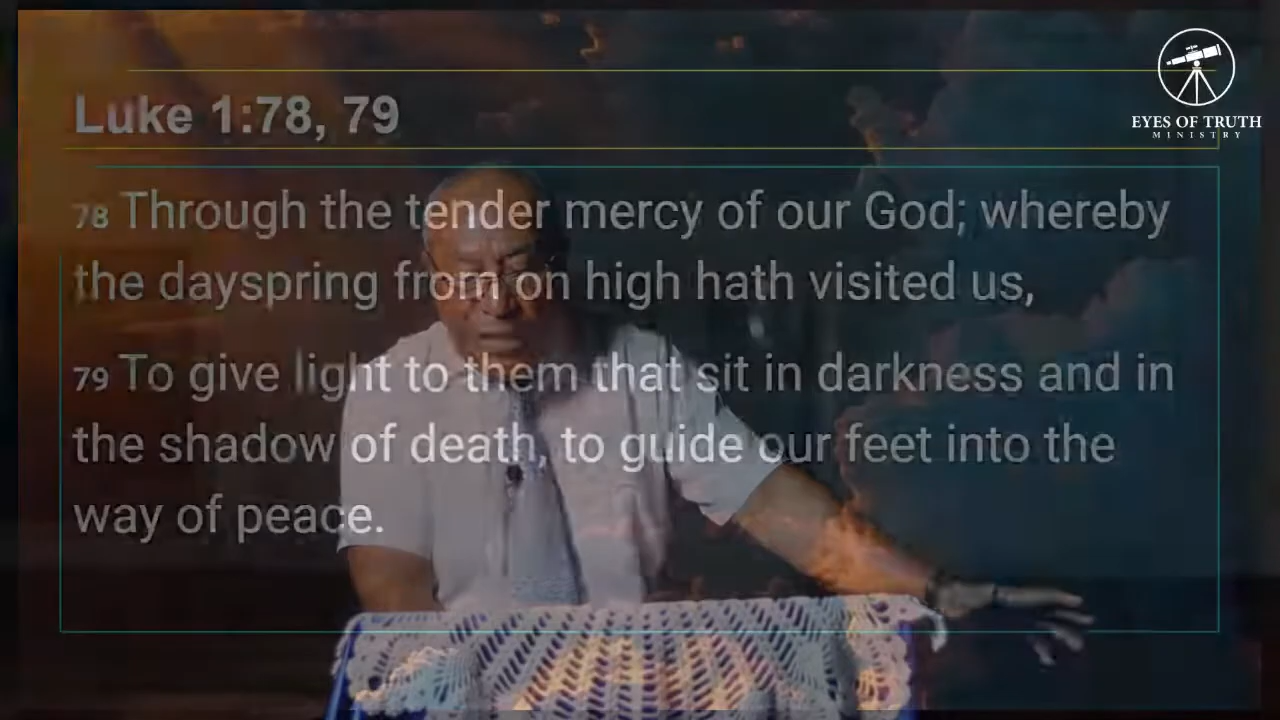 EYES OF TRUTH
MINISTRY
Luke 1:78, 79
78 Through the tender mercy of our God; whereby
the dayspring from on high hath visited us,
79 To give light to them that sit in darkness and in
the shadow of death, to guide our feet into the
way of peace.